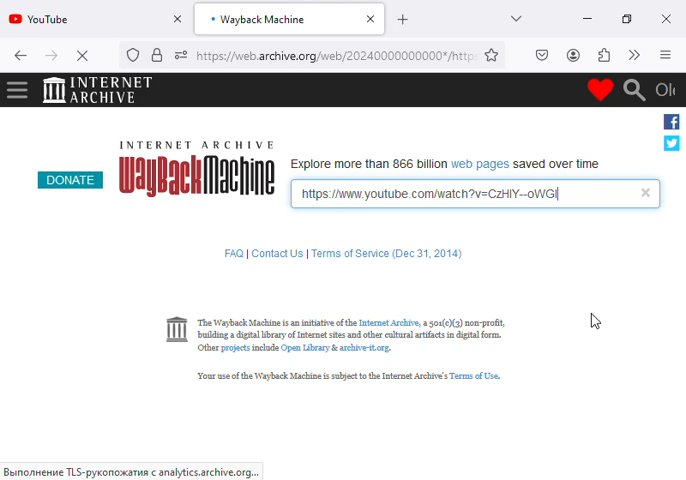 YouTube
Wayback Machine
https://web.archive.org/web/20240000000000*/https
INTERNET
ARCHIVE
INTERNET ARCHIVE
WayBackMachine
DONATE
Explore more than 866 billion web pages saved over time
https://www.youtube.com/watch?v=CzHlY--oWGI
FAQ | Contact Us | Terms of Service (Dec 31, 2014)
The Wayback Machine is an initiative of the Internet Archive, a 501(c)(3) non-profit,
building a digital library of Internet sites and other cultural artifacts in digital form.
Other projects include Open Library & archive-it.org.
Your use of the Wayback Machine is subject to the Internet Archive's Terms of Use.
Выполнение TLS-рукопожатия с analytics.archive.org...